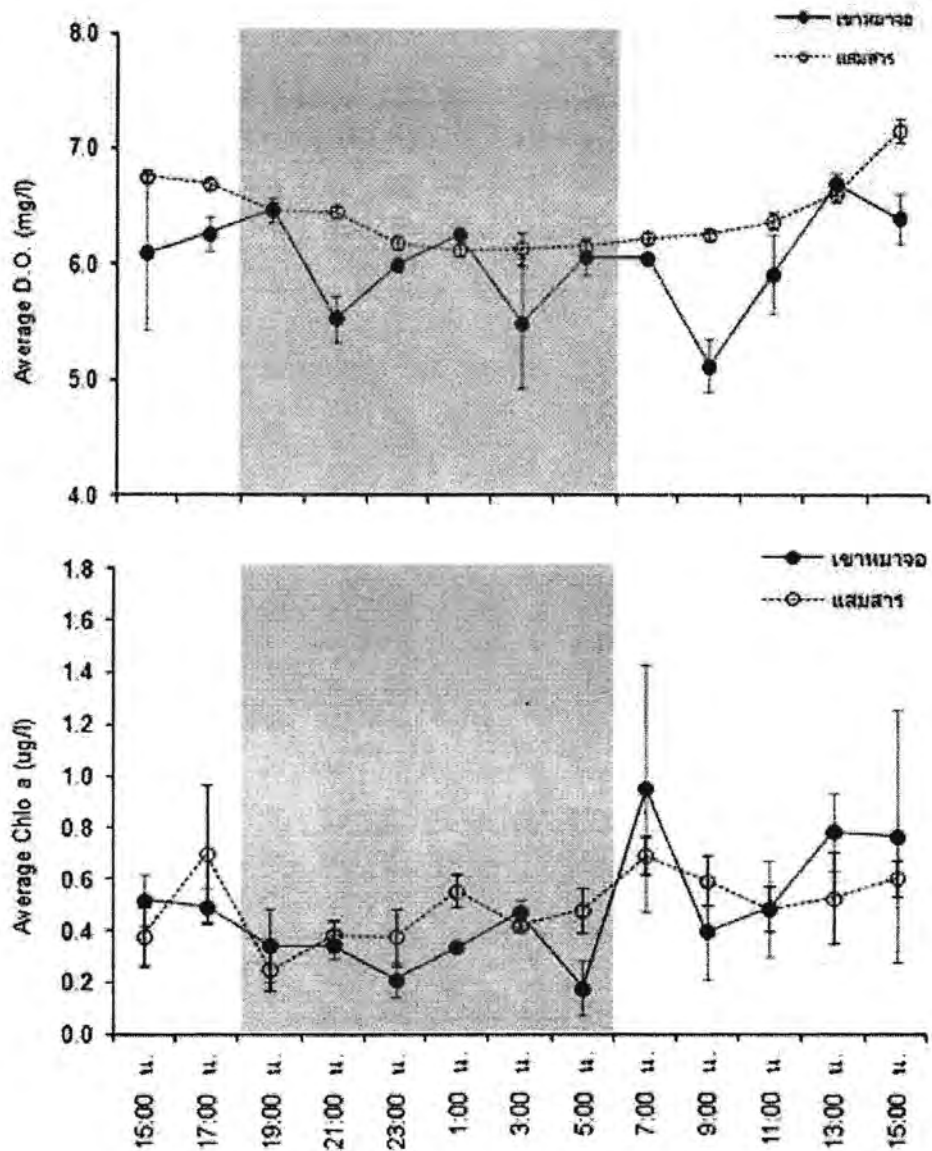 เขาหมาจอ
แสมสาร
8.0
7.0
6.0
5.0
4.0
Average D.O. (mg/l)
เขาหมาจอ
แสมสาร
1.8
1.6
1.4
1.2
1.0
0.8
0.6
0.4
0.2
0.0
Average Chlo a (ug/l)
15:00 น.
17:00 น.
19:00 น.
21:00 น.
23:00 น.
1:00 น.
3:00 น.
5:00 น.
7:00 น.
9:00 น.
11:00 น.
13:00 น.
15:00 น.